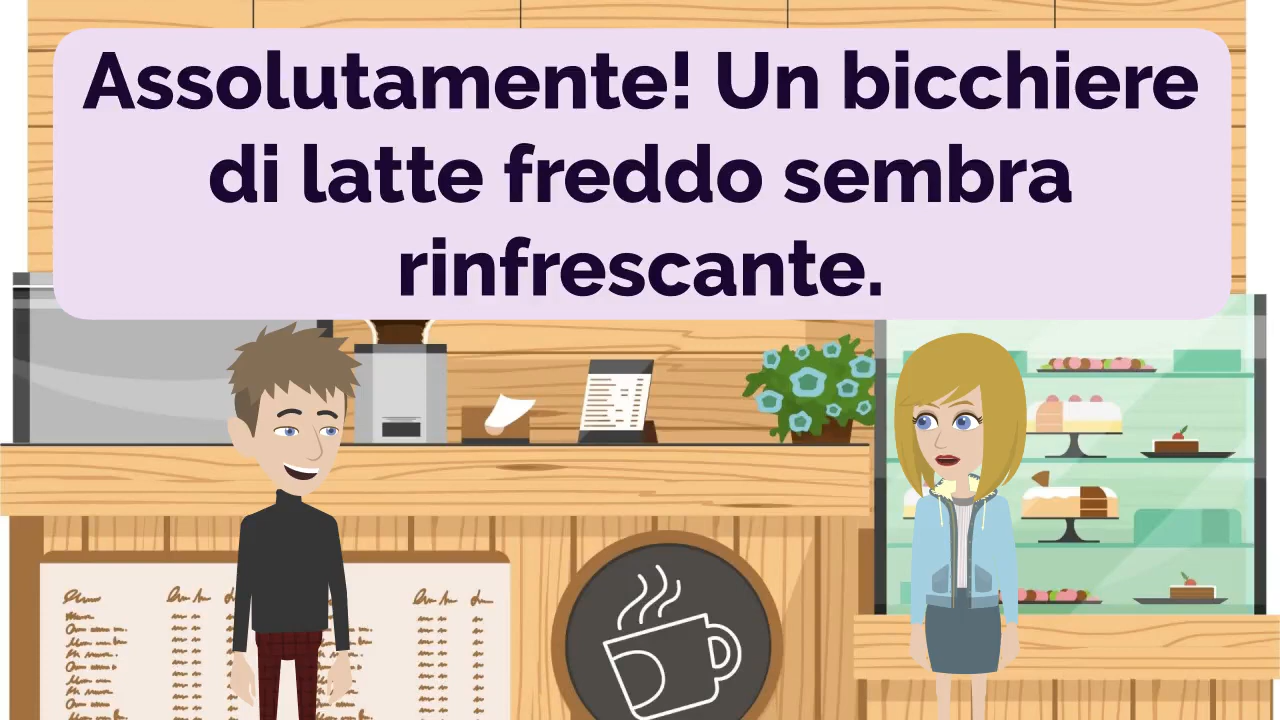 Assolutamente! Un bicchiere
di latte freddo sembra
rinfrescante.